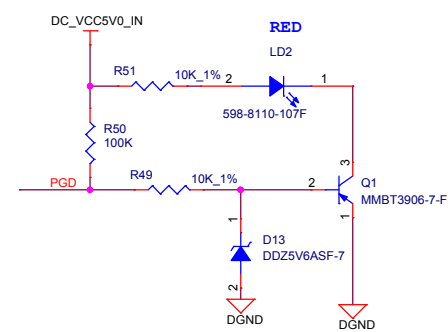 DC_VCC5V0_IN
RED
LD2
R51
10K_1%
2
1
598-8110-107F
R50
100K
PGD
R49
10K_1%
2
3
Q1
MMBT3906-7-F
1
1
D13
DDZ5V6ASF-7
2
DGND
DGND